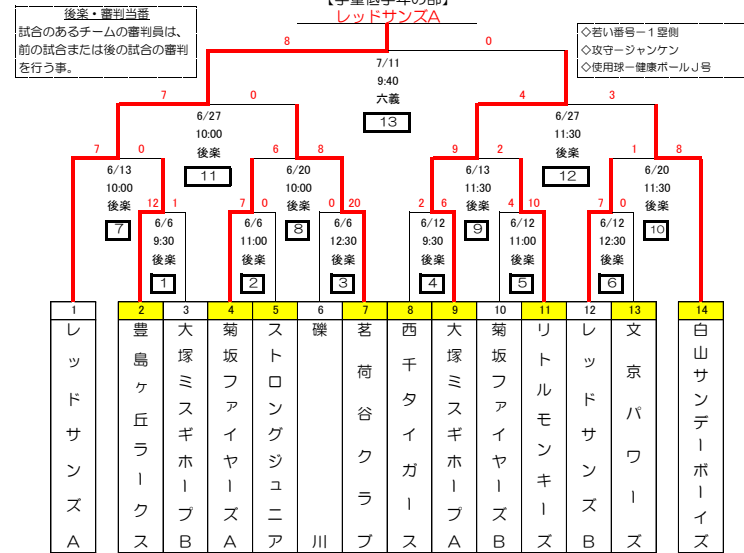 【学童低学年の部】
レッドサンズA
後楽・審判当番
試合のあるチームの審判員は、
前の試合または後の試合の審判
を行う事。
◇若い番号ー1塁側
◇攻守ージャンケン
◇使用球ー健康ボールJ号
8 0
7/11
9:40
六義
13
7 0
6/27
10:00
後楽
11
4 3
6/27
11:30
後楽
12
7 0
6/13
10:00
後楽
7
6 8
6/20
10:00
後楽
8
9 2
6/13
11:30
後楽
9
1 8
6/20
11:30
後楽
10
12 1
6/6
9:30
後楽
1
7 0
6/6
11:00
後楽
2
0 20
6/6
12:30
後楽
3
2 6
6/12
9:30
後楽
4
4 10
6/12
11:00
後楽
5
7 0
6/12
12:30
後楽
6
1 レッドサンズA
2 豊島ヶ丘ラークス
3 大塚ミスギホープB
4 菊坂ファイヤーズA
5 ストロングジュニア
6 礫川
7 茗荷谷クラブ
8 西千タイガース
9 大塚ミスギホープA
10 菊坂ファイヤーズB
11 リトルモンキーズ
12 レッドサンズB
13 文京パワーズ
14 白山サンデーボーイズ